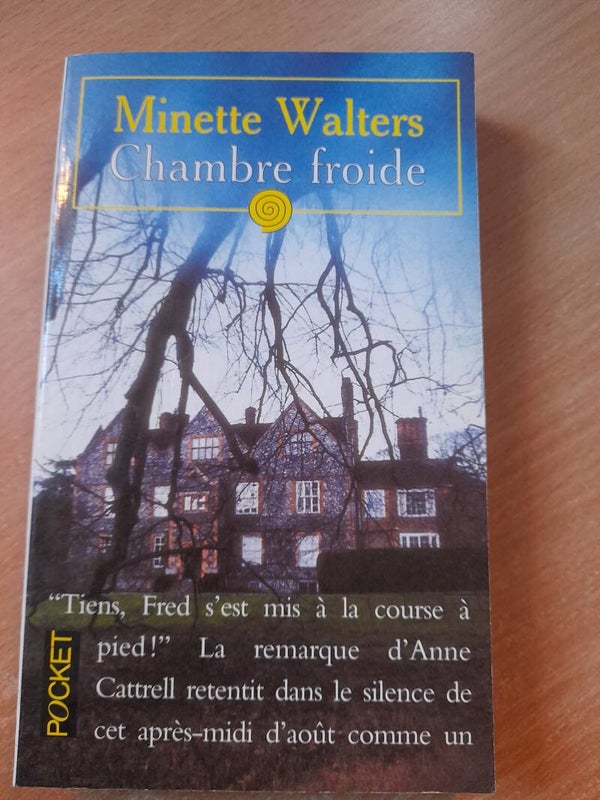 Minette Walters
Chambre froide
“Tiens, Fred s’est mis à la course à
pied!” La remarque d’Anne
Cattrell retentit dans le silence de
cet après-midi d’août comme un
POCKET